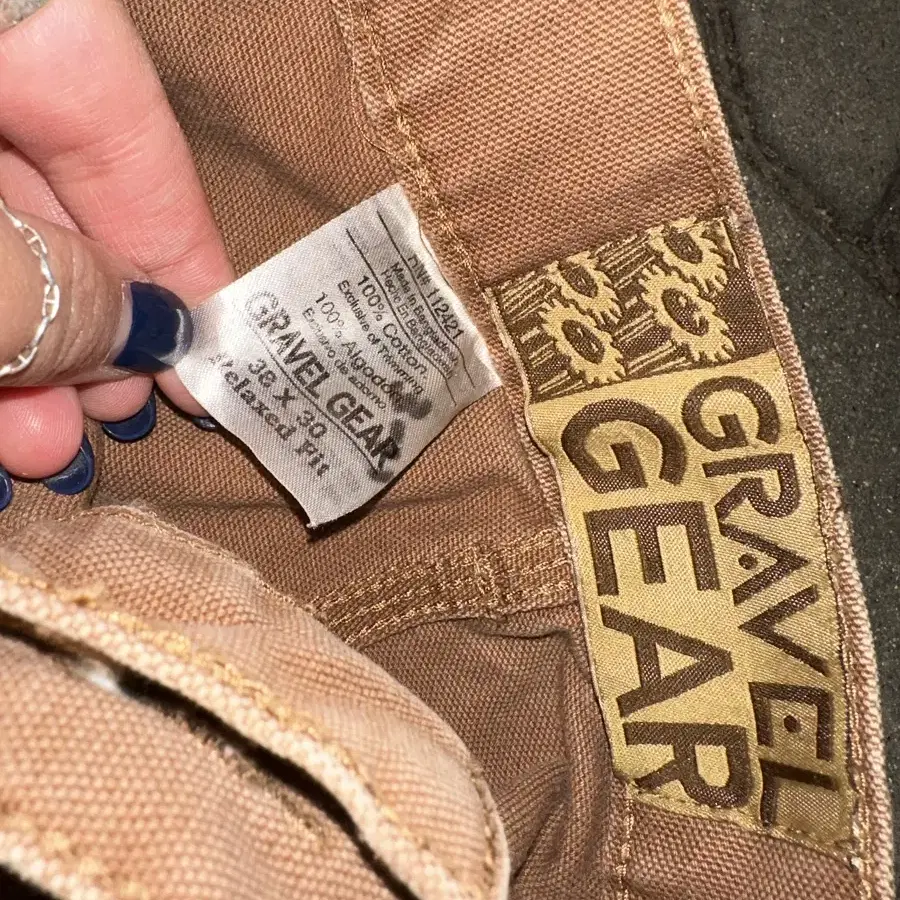 RN# 112421
Made in Bangladesh
Hecho En Bangladesh
100% Cotton
Exclusive of Trimming
100% Algodón
Exclusivo de adorno
GRAVEL GEAR
38 x 30
Relaxed Fit
GRAVEL
GEAR